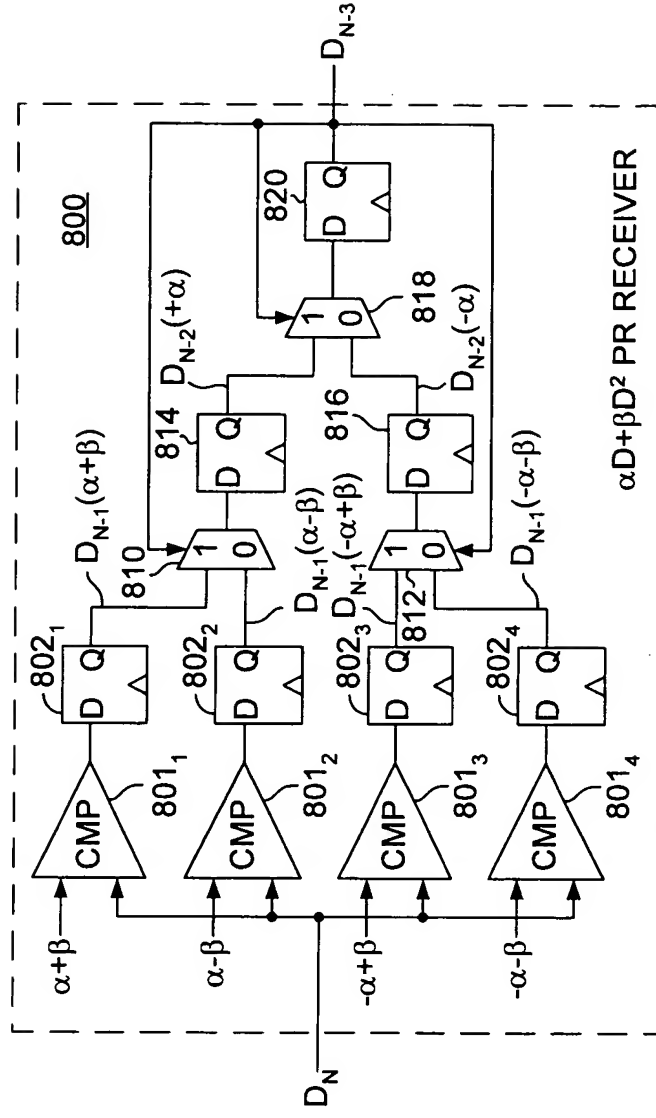 800
D_N
α+β
α-β
-α+β
-α-β
CMP
801₁
CMP
801₂
CMP
801₃
CMP
801₄
802₁
D Q
802₂
D Q
802₃
D Q
802₄
D Q
D_{N-1}(α+β)
D_{N-1}(α-β)
D_{N-1}(-α+β)
D_{N-1}(-α-β)
810
1
0
812
1
0
814
D Q
816
D Q
D_{N-2}(+α)
D_{N-2}(-α)
1
0
818
820
D Q
D_{N-3}
αD+βD² PR RECEIVER